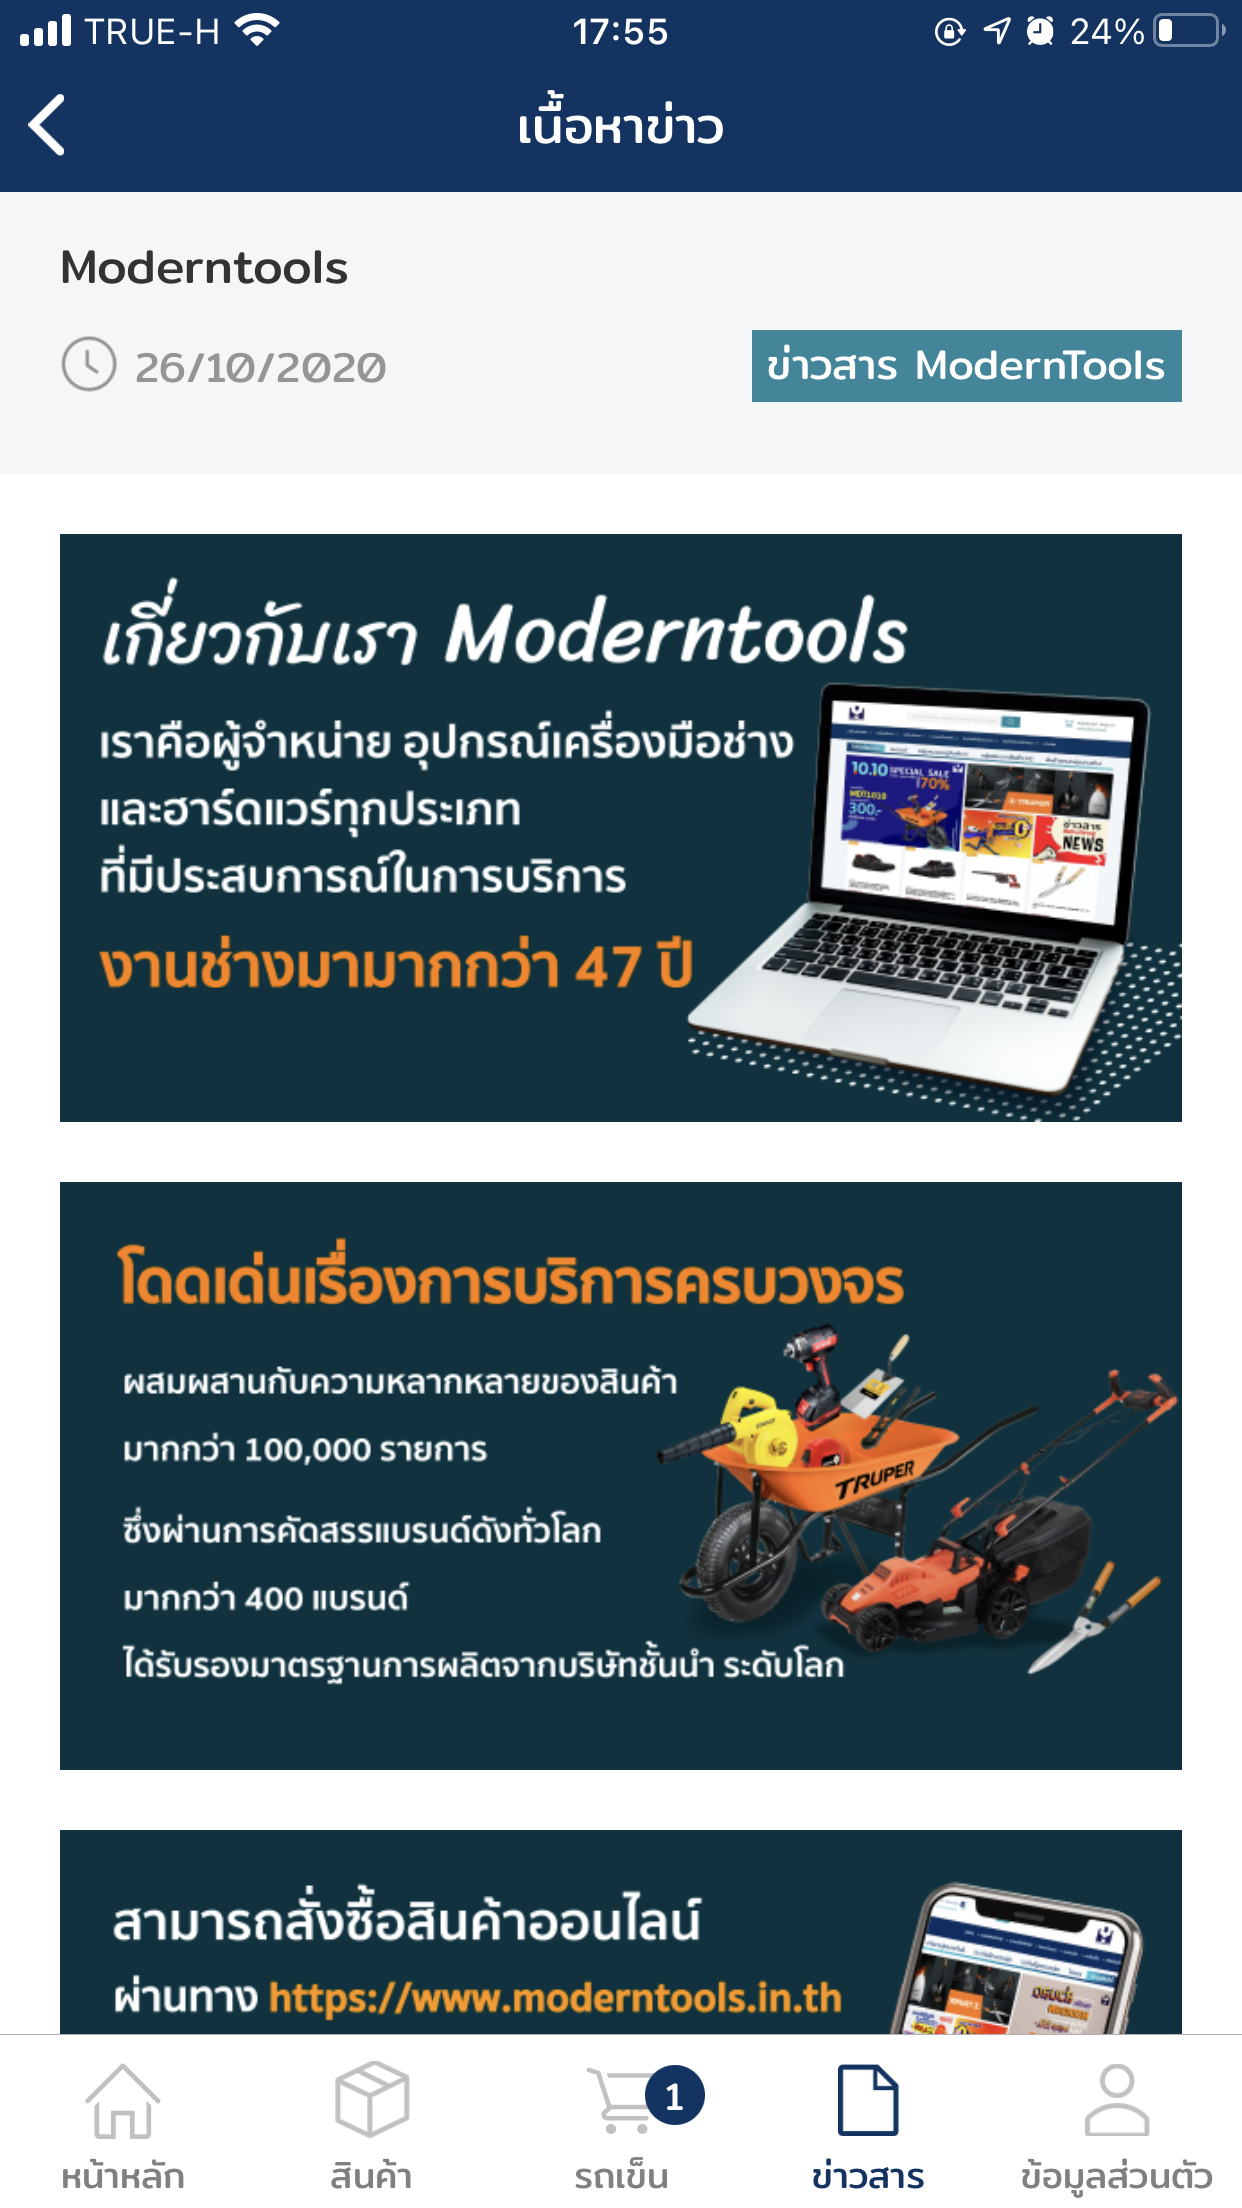 TRUE-H
17:55
24%
เนื้อหาข่าว
Moderntools
26/10/2020
ข่าวสาร ModernTools
เกี่ยวกับเรา Moderntools
เราคือผู้จำหน่าย อุปกรณ์เครื่องมือช่าง
และฮาร์ดแวร์ทุกประเภท
ที่มีประสบการณ์ในการบริการ
งานช่างมามากกว่า 47 ปี
10.10 SPECIAL SALE
70%
MDT1010
300.-
TRUPER
ข่าวสาร
NEWS
โดดเด่นเรื่องการบริการครบวงจร
ผสมผสานกับความหลากหลายของสินค้า
มากกว่า 100,000 รายการ
ซึ่งผ่านการคัดสรรแบรนด์ดังทั่วโลก
มากกว่า 400 แบรนด์
ได้รับรองมาตรฐานการผลิตจากบริษัทชั้นนำ ระดับโลก
TRUPER
สามารถสั่งซื้อสินค้าออนไลน์
ผ่านทาง https://www.moderntools.in.th
1
หน้าหลัก
สินค้า
รถเข็น
ข่าวสาร
ข้อมูลส่วนตัว